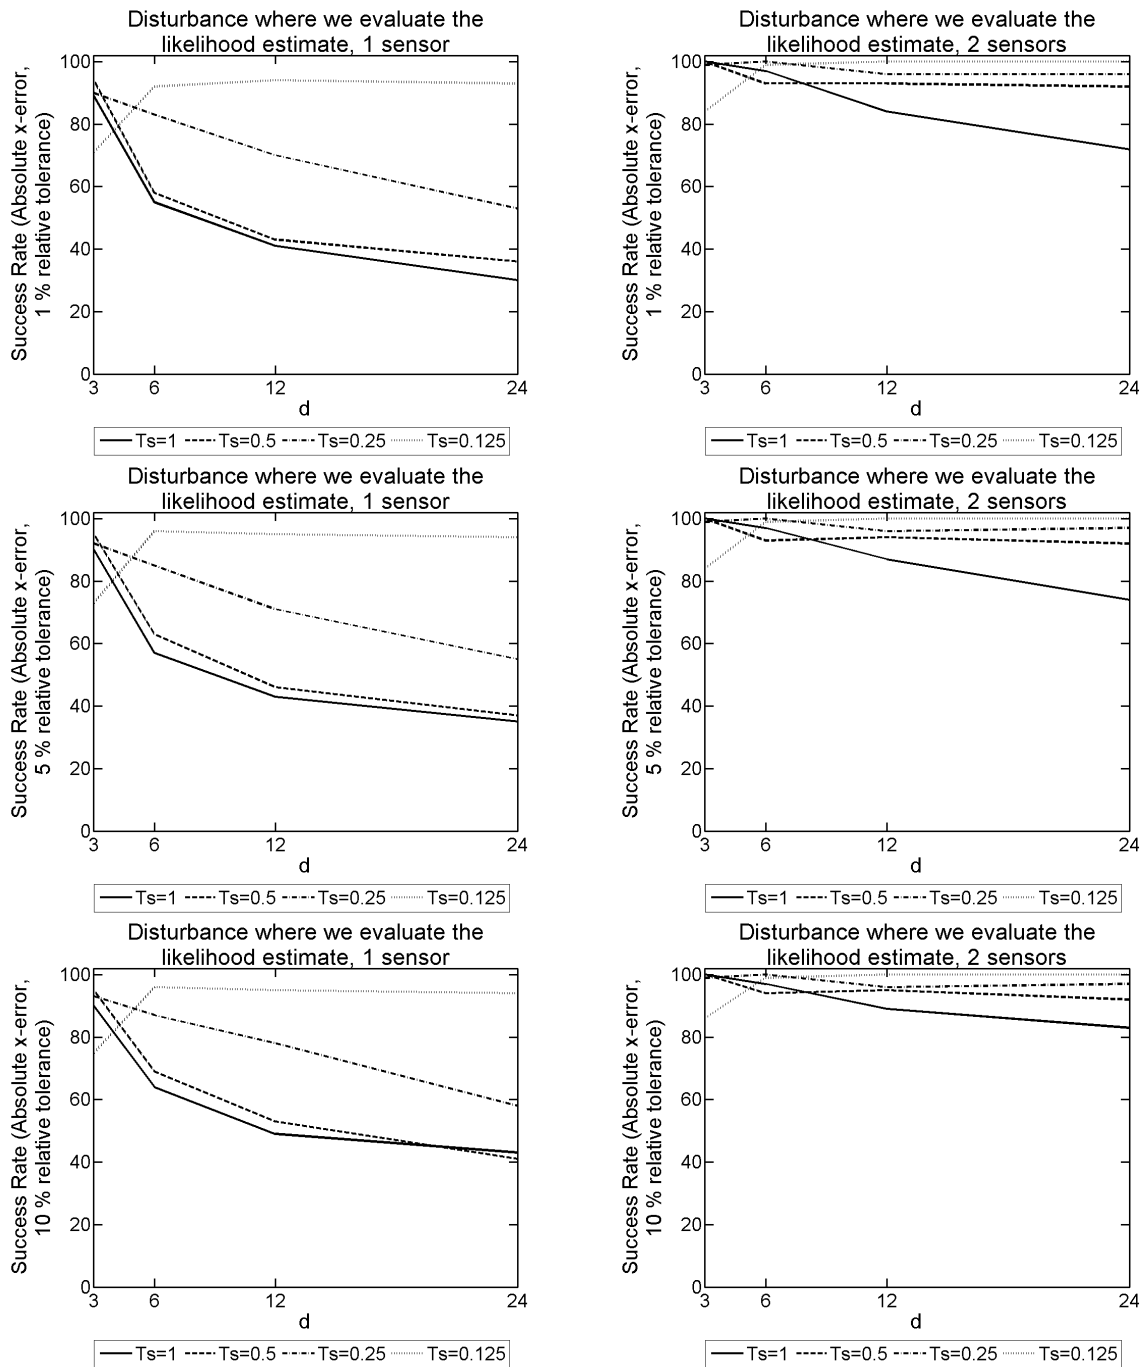 Disturbance where we evaluate the
likelihood estimate, 1 sensor
Success Rate (Absolute x-error,
1 % relative tolerance)
100
80
60
40
20
0
3 6 12 24
d
Ts=1 Ts=0.5 Ts=0.25 Ts=0.125
Disturbance where we evaluate the
likelihood estimate, 2 sensors
Success Rate (Absolute x-error,
1 % relative tolerance)
100
80
60
40
20
0
3 6 12 24
d
Ts=1 Ts=0.5 Ts=0.25 Ts=0.125
Disturbance where we evaluate the
likelihood estimate, 1 sensor
Success Rate (Absolute x-error,
5 % relative tolerance)
100
80
60
40
20
0
3 6 12 24
d
Ts=1 Ts=0.5 Ts=0.25 Ts=0.125
Disturbance where we evaluate the
likelihood estimate, 2 sensors
Success Rate (Absolute x-error,
5 % relative tolerance)
100
80
60
40
20
0
3 6 12 24
d
Ts=1 Ts=0.5 Ts=0.25 Ts=0.125
Disturbance where we evaluate the
likelihood estimate, 1 sensor
Success Rate (Absolute x-error,
10 % relative tolerance)
100
80
60
40
20
0
3 6 12 24
d
Ts=1 Ts=0.5 Ts=0.25 Ts=0.125
Disturbance where we evaluate the
likelihood estimate, 2 sensors
Success Rate (Absolute x-error,
10 % relative tolerance)
100
80
60
40
20
0
3 6 12 24
d
Ts=1 Ts=0.5 Ts=0.25 Ts=0.125